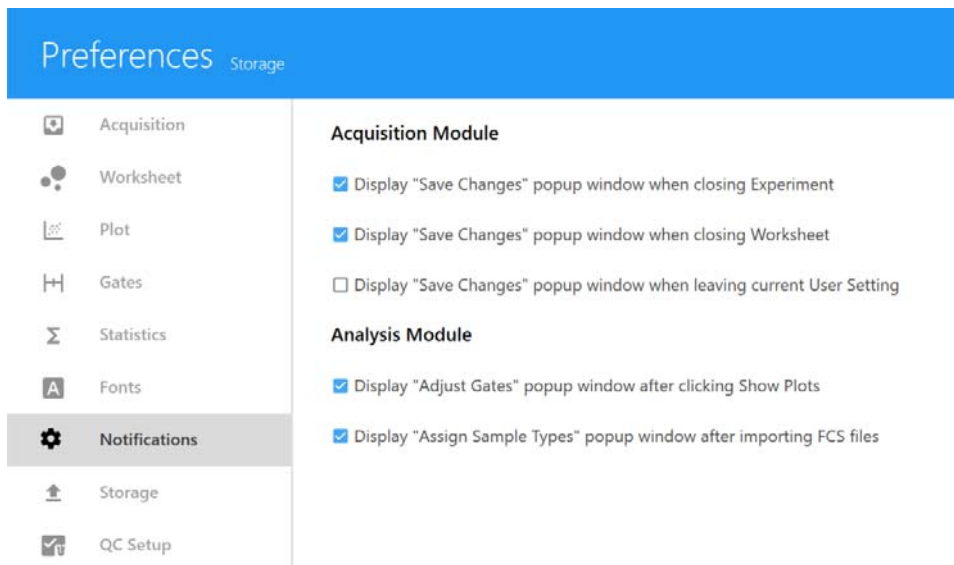 Preferences Storage
Acquisition
Worksheet
Plot
Gates
Statistics
Fonts
Notifications
Storage
QC Setup
Acquisition Module
Display "Save Changes" popup window when closing Experiment
Display "Save Changes" popup window when closing Worksheet
Display "Save Changes" popup window when leaving current User Setting
Analysis Module
Display "Adjust Gates" popup window after clicking Show Plots
Display "Assign Sample Types" popup window after importing FCS files